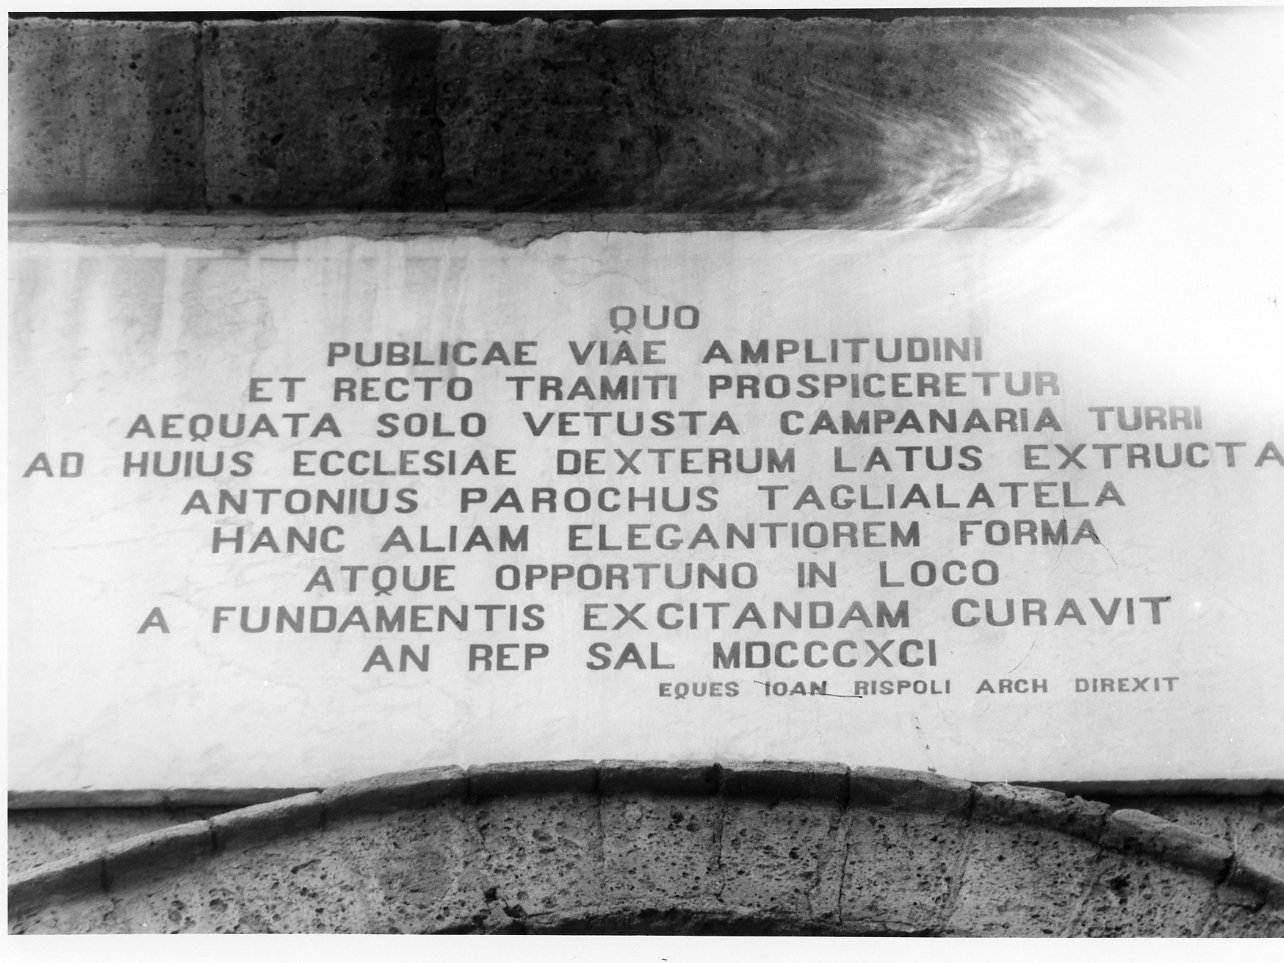 QUO
PUBLICAE VIAE AMPLITUDINI
ET RECTO TRAMITI PROSPICERETUR
AEQUATA SOLO VETUSTA CAMPANARIA TURRI
AD HUIUS ECCLESIAE DEXTERUM LATUS EXTRUCTA
ANTONIUS PAROCHUS TAGLIALATELA
HANC ALIAM ELEGANTIOREM FORMA
ATQUE OPPORTUNO IN LOCO
A FUNDAMENTIS EXCITANDAM CURAVIT
AN REP SAL MDCCCXCI
EQUES IOAN RISPOLI ARCH DIREXIT